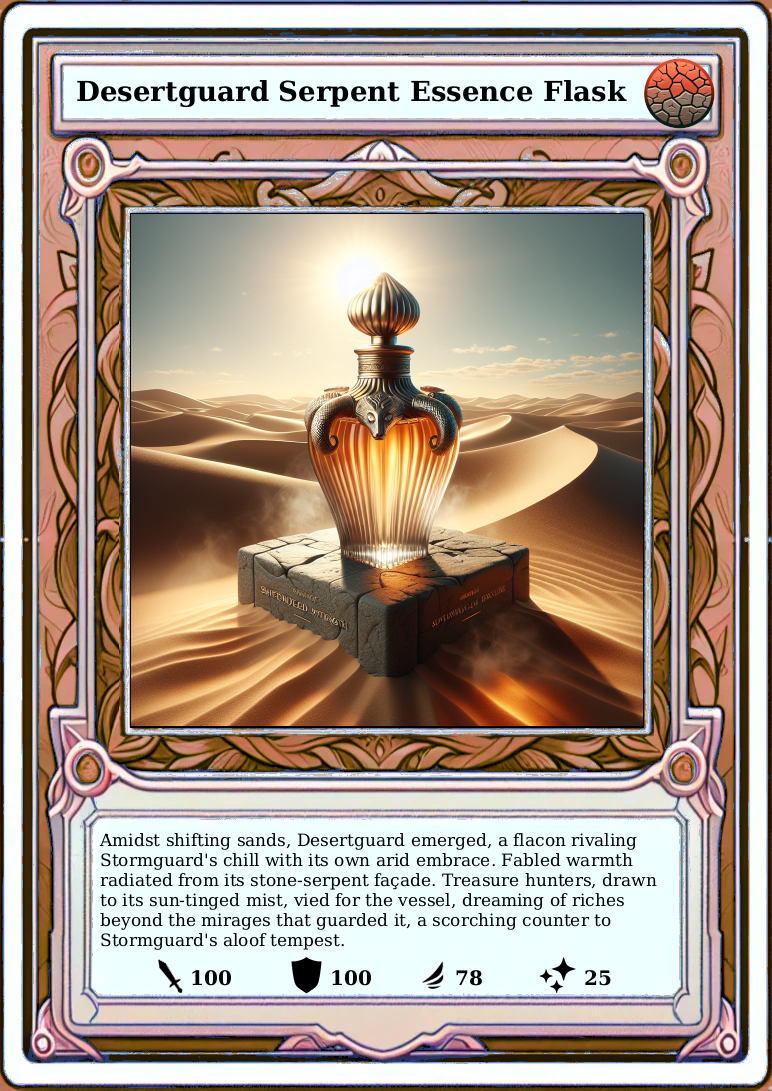 Desertguard Serpent Essence Flask
Amidst shifting sands, Desertguard emerged, a flacon rivaling
Stormguard's chill with its own arid embrace. Fabled warmth
radiated from its stone-serpent façade. Treasure hunters, drawn
to its sun-tinged mist, vied for the vessel, dreaming of riches
beyond the mirages that guarded it, a scorching counter to
Stormguard's aloof tempest.
100 100 78 25